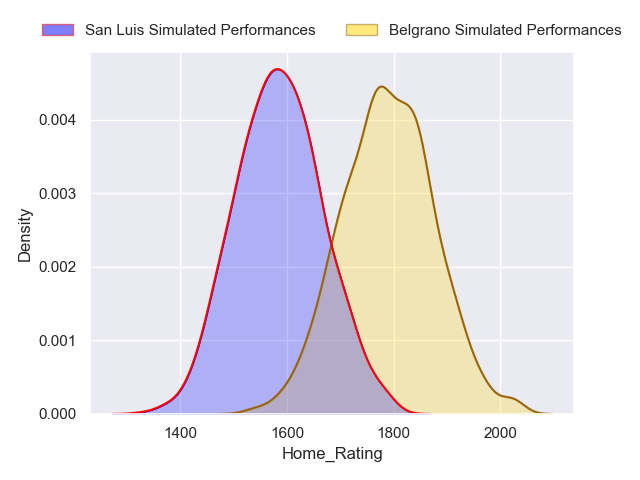 San Luis Simulated Performances Belgrano Simulated Performances
0.004
0.003
0.002
0.001
0.000
Density
1400 1600 1800 2000
Home_Rating